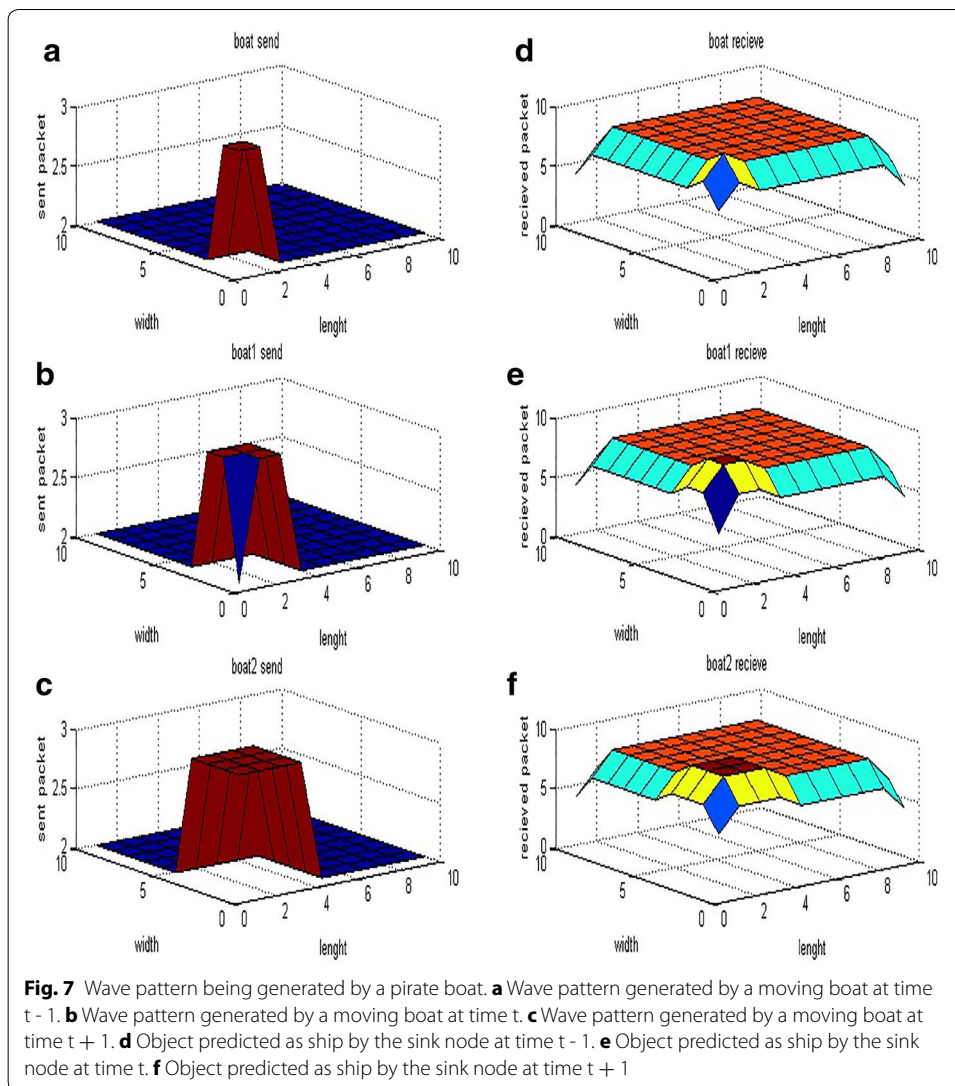 a
boat send
sent packet
3
2.5
2
10
5
0
0
2
4
6
8
10
width
lenght
d
boat recieve
recieved packet
10
5
0
10
5
0
0
2
4
6
8
10
width
lenght
b
boat1 send
sent packet
3
2.5
2
10
5
0
0
2
4
6
8
10
width
lenght
e
boat1 recieve
recieved packet
10
5
0
10
5
0
0
2
4
6
8
10
width
lenght
c
boat2 send
sent packet
3
2.5
2
10
5
0
0
2
4
6
8
10
width
lenght
f
boat2 recieve
recieved packet
10
5
0
10
5
0
0
2
4
6
8
10
width
lenght
Fig. 7 Wave pattern being generated by a pirate boat. a Wave pattern generated by a moving boat at time
t - 1. b Wave pattern generated by a moving boat at time t. c Wave pattern generated by a moving boat at
time t + 1. d Object predicted as ship by the sink node at time t - 1. e Object predicted as ship by the sink
node at time t. f Object predicted as ship by the sink node at time t + 1